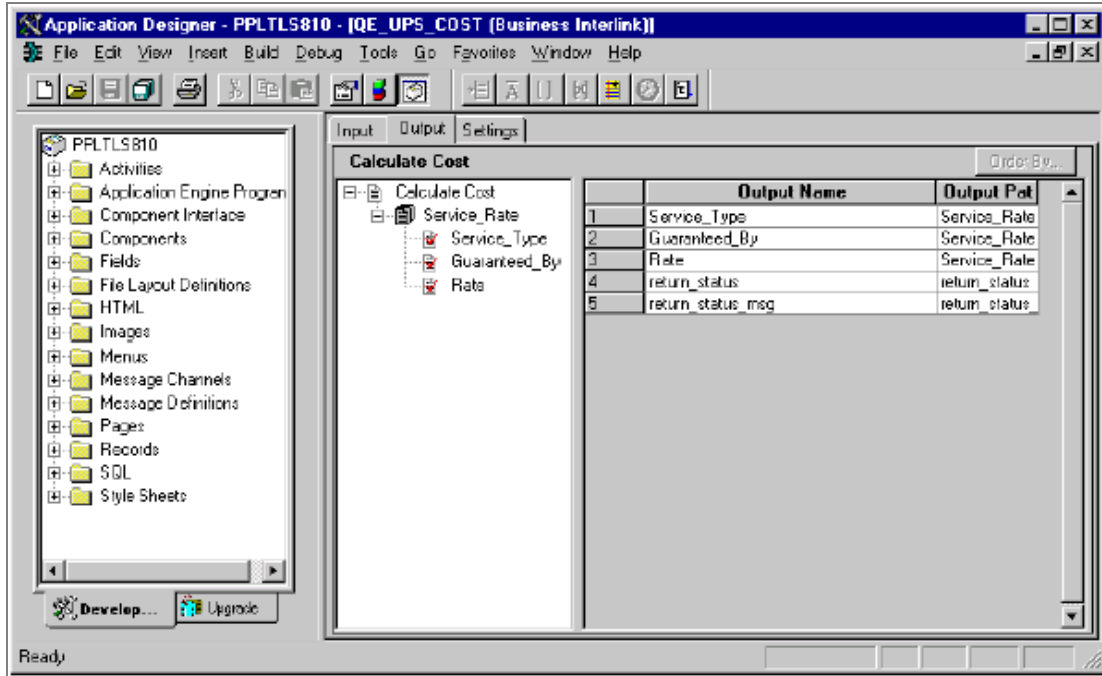 Application Designer - PPLTLS810 - [QE_UPS_COST (Business Interlink)]
File Edit View Insert Build Debug Tools Go Favorites Window Help
PPLTLS810
Activities
Application Engine Progran
Component Interface
Components
Fields
File Layout Definitions
HTML
Images
Menus
Message Channels
Message Definitions
Pages
Records
SQL
Style Sheets
Develop...
Upgrade
Input Output Settings
Calculate Cost
Order By...
Calculate Cost
Service_Rate
Service_Type
Guaranteed_By
Rate
Output Name Output Pat
1 Service_Type Service_Rate
2 Guaranteed_By Service_Rate
3 Rate Service_Rate
4 return_status return_status
5 return_status_msg return_status_
Ready